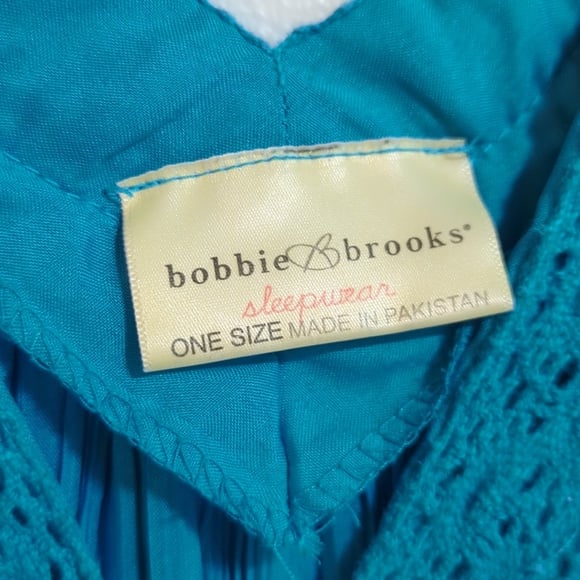 bobbie B brooks®
sleepwear
ONE SIZE MADE IN PAKISTAN